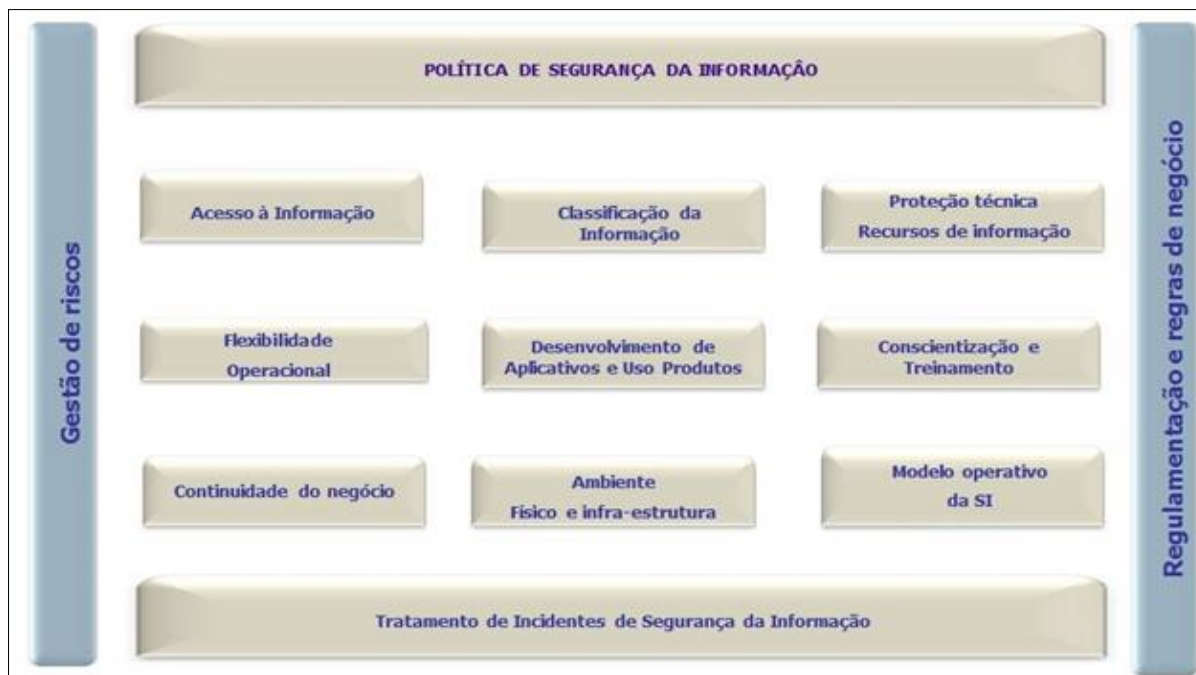 POLÍTICA DE SEGURANÇA DA INFORMAÇÂO
Acesso à Informação
Classificação da
Informação
Proteção técnica
Recursos de informação
Flexibilidade
Operacional
Desenvolvimento de
Aplicativos e Uso Produtos
Conscientização e
Treinamento
Continuidade do negócio
Ambiente
Físico e infra-estrutura
Modelo operativo
da SI
Tratamento de Incidentes de Segurança da Informação
Gestão de riscos
Regulamentação e regras de negócio